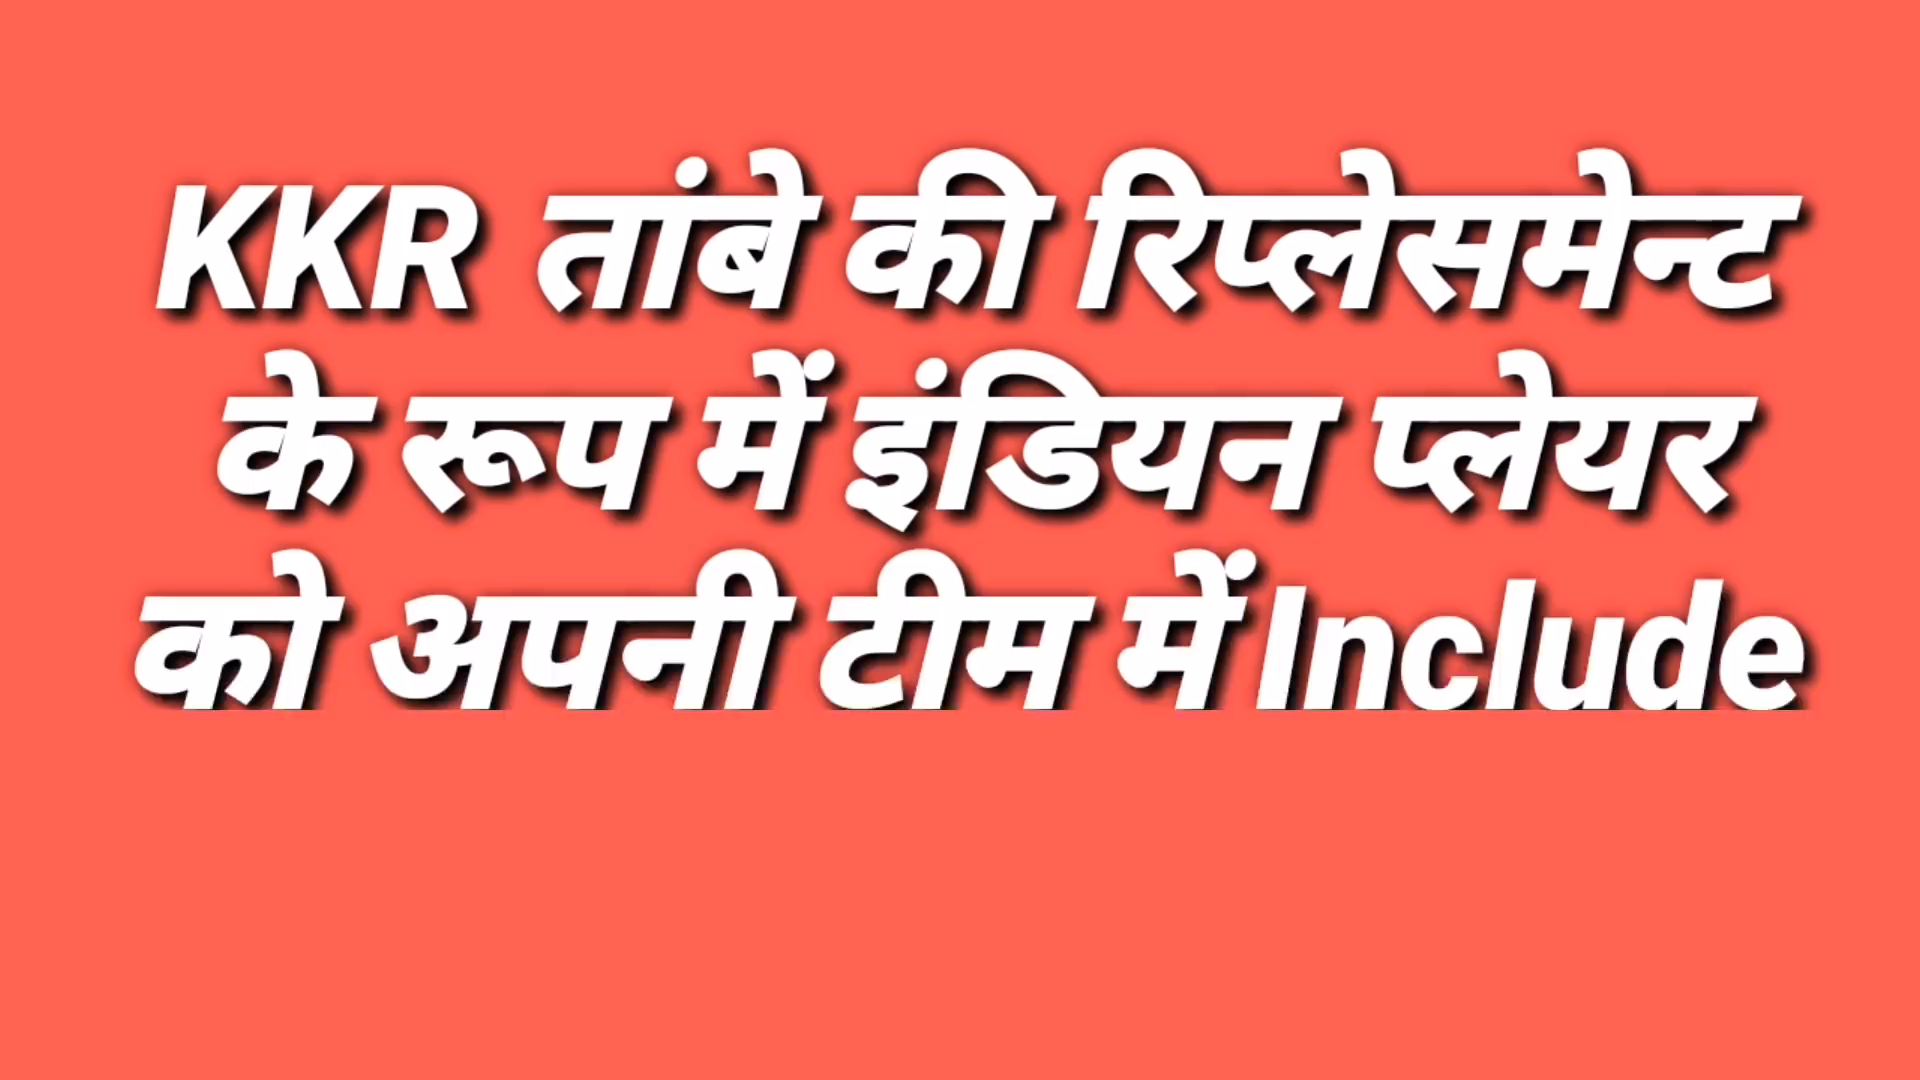 KKR तांबे की रिप्लेसमेन्ट
के रूप में इंडियन प्लेयर
को अपनी टीम में Include